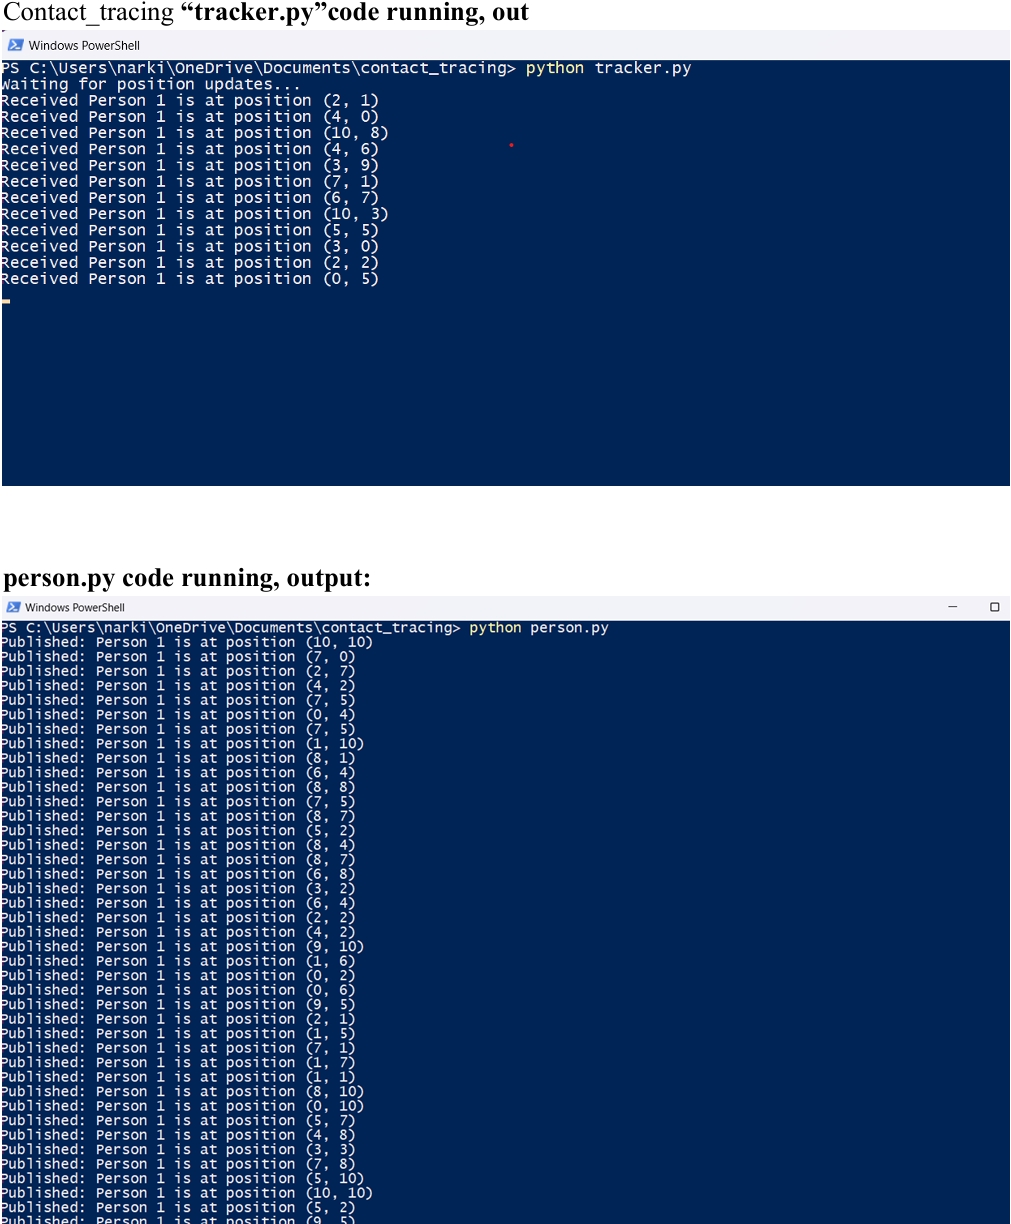 Contact_tracing “tracker.py”code running, out
Windows PowerShell
PS C:\Users\narki\OneDrive\Documents\contact_tracing> python tracker.py
Waiting for position updates...
Received Person 1 is at position (2, 1)
Received Person 1 is at position (4, 0)
Received Person 1 is at position (10, 8)
Received Person 1 is at position (4, 6)
Received Person 1 is at position (3, 9)
Received Person 1 is at position (7, 1)
Received Person 1 is at position (6, 7)
Received Person 1 is at position (10, 3)
Received Person 1 is at position (5, 5)
Received Person 1 is at position (3, 0)
Received Person 1 is at position (2, 2)
Received Person 1 is at position (0, 5)
person.py code running, output:
Windows PowerShell
PS C:\Users\narki\OneDrive\Documents\contact_tracing> python person.py
Published: Person 1 is at position (10, 10)
Published: Person 1 is at position (7, 0)
Published: Person 1 is at position (2, 7)
Published: Person 1 is at position (4, 2)
Published: Person 1 is at position (7, 5)
Published: Person 1 is at position (0, 4)
Published: Person 1 is at position (7, 5)
Published: Person 1 is at position (1, 10)
Published: Person 1 is at position (8, 1)
Published: Person 1 is at position (6, 4)
Published: Person 1 is at position (8, 8)
Published: Person 1 is at position (7, 5)
Published: Person 1 is at position (8, 7)
Published: Person 1 is at position (5, 2)
Published: Person 1 is at position (8, 4)
Published: Person 1 is at position (8, 7)
Published: Person 1 is at position (6, 8)
Published: Person 1 is at position (3, 2)
Published: Person 1 is at position (6, 4)
Published: Person 1 is at position (2, 2)
Published: Person 1 is at position (4, 2)
Published: Person 1 is at position (9, 10)
Published: Person 1 is at position (1, 6)
Published: Person 1 is at position (0, 2)
Published: Person 1 is at position (0, 6)
Published: Person 1 is at position (9, 5)
Published: Person 1 is at position (2, 1)
Published: Person 1 is at position (1, 5)
Published: Person 1 is at position (7, 1)
Published: Person 1 is at position (1, 7)
Published: Person 1 is at position (1, 1)
Published: Person 1 is at position (8, 10)
Published: Person 1 is at position (0, 10)
Published: Person 1 is at position (5, 7)
Published: Person 1 is at position (4, 8)
Published: Person 1 is at position (3, 3)
Published: Person 1 is at position (7, 8)
Published: Person 1 is at position (5, 10)
Published: Person 1 is at position (10, 10)
Published: Person 1 is at position (5, 2)
Published: Person 1 is at position (9, 5)